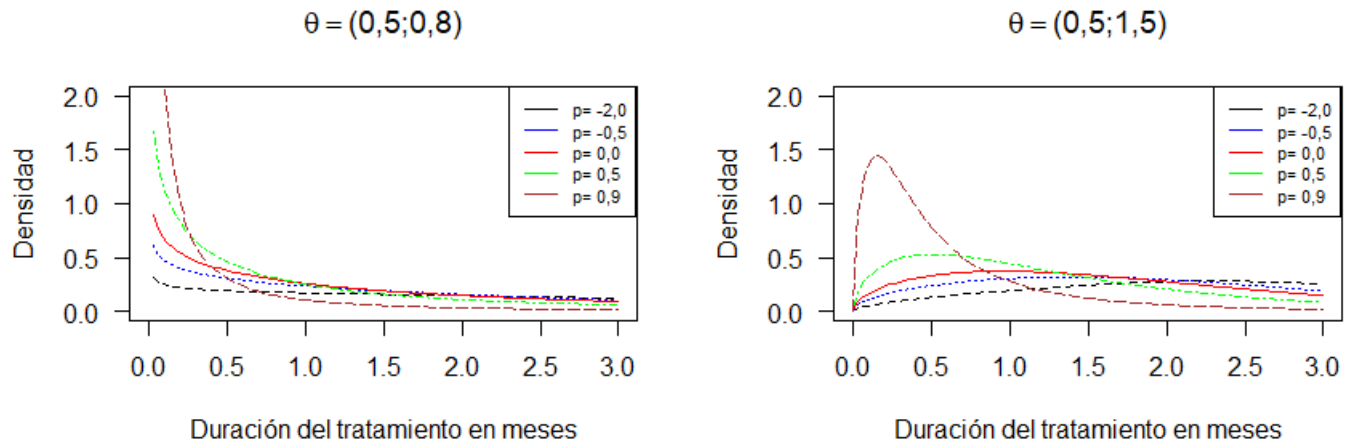 θ = (0,5;0,8)
2.0
1.5
1.0
0.5
0.0
Densidad
p= -2,0
p= -0,5
p= 0,0
p= 0,5
p= 0,9
0.0 0.5 1.0 1.5 2.0 2.5 3.0
Duración del tratamiento en meses
θ = (0,5;1,5)
2.0
1.5
1.0
0.5
0.0
Densidad
p= -2,0
p= -0,5
p= 0,0
p= 0,5
p= 0,9
0.0 0.5 1.0 1.5 2.0 2.5 3.0
Duración del tratamiento en meses